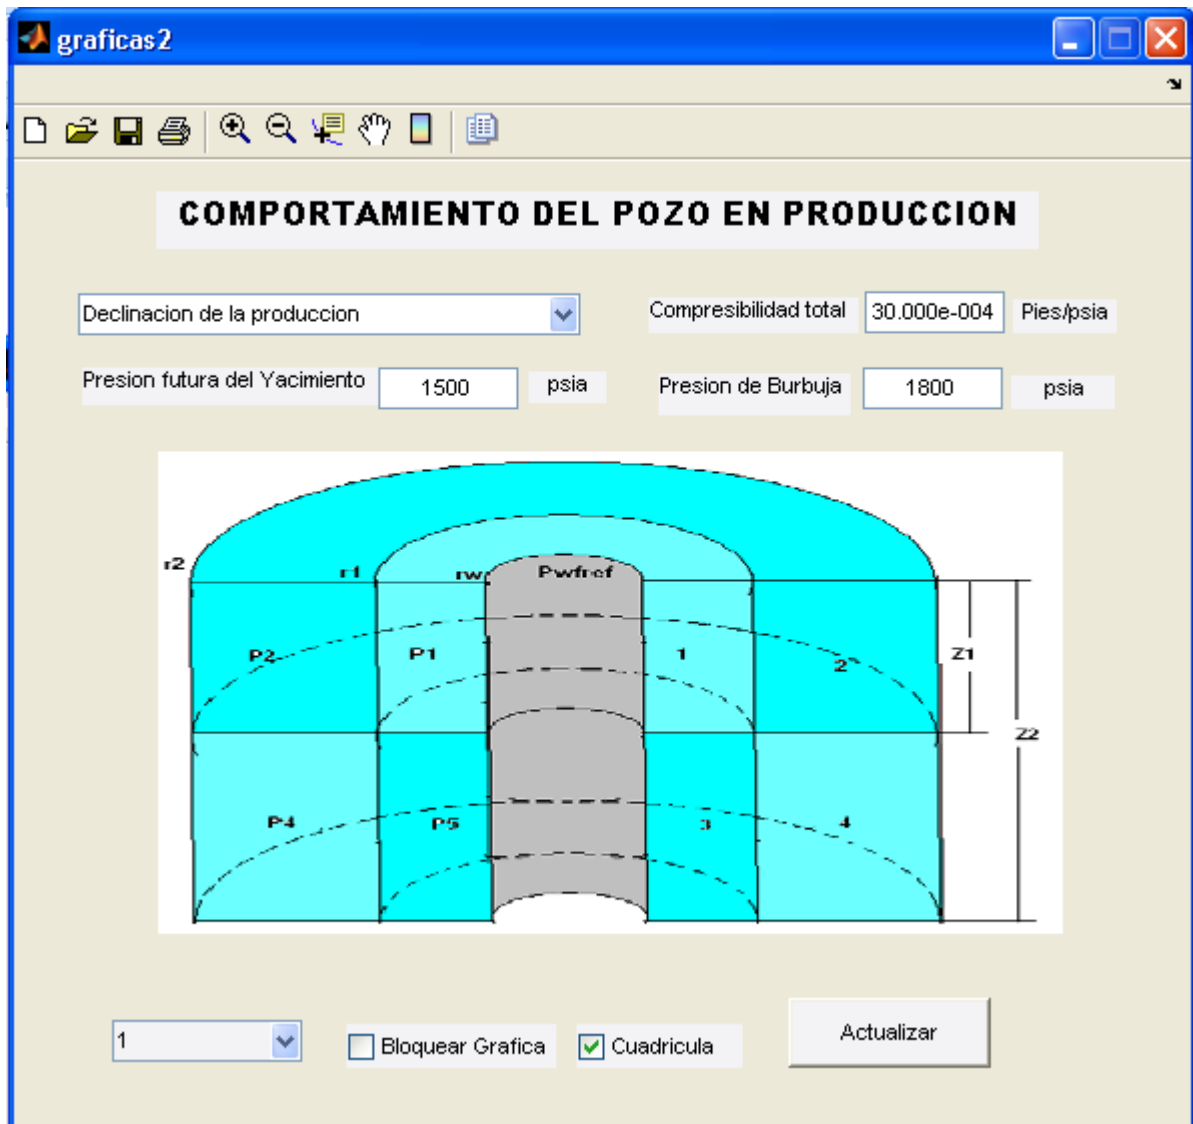 graficas2
COMPORTAMIENTO DEL POZO EN PRODUCCION
Declinacion de la produccion
Compresibilidad total 30.000e-004 Pies/psia
Presion futura del Yacimiento 1500 psia
Presion de Burbuja 1800 psia
r2 r1 rw Pwfref
P2 P1 1 2 Z1
Z2
P4 P5 3 4
1
Bloquear Grafica
Cuadricula
Actualizar